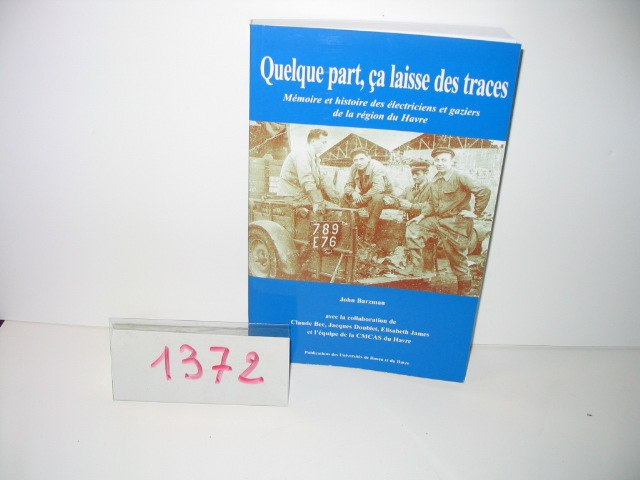 Quelque part, ça laisse des traces
Mémoire et histoire des électriciens et gaziers
de la région du Havre
789
E76
John Barzman
avec la collaboration de
Claude Bec, Jacques Doublet, Elisabeth James
et l'équipe de la CMCAS du Havre
Publications des Universités de Rouen et du Havre
1372